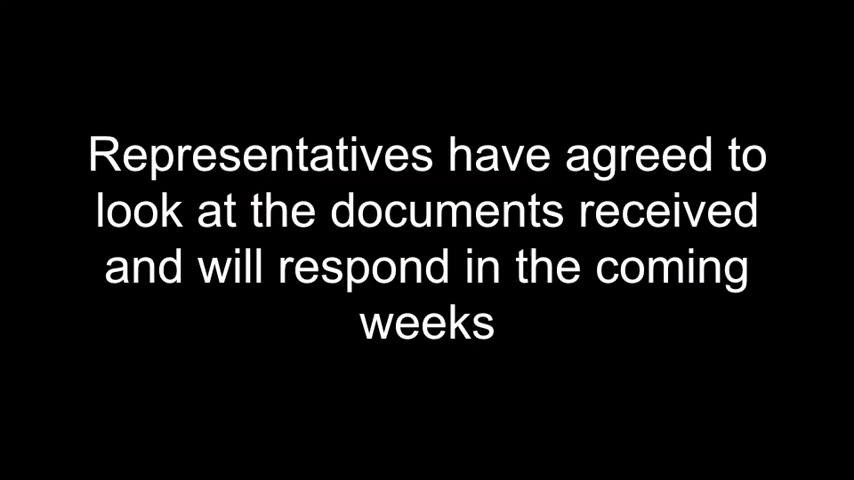 Representatives have agreed to
look at the documents received
and will respond in the coming
weeks